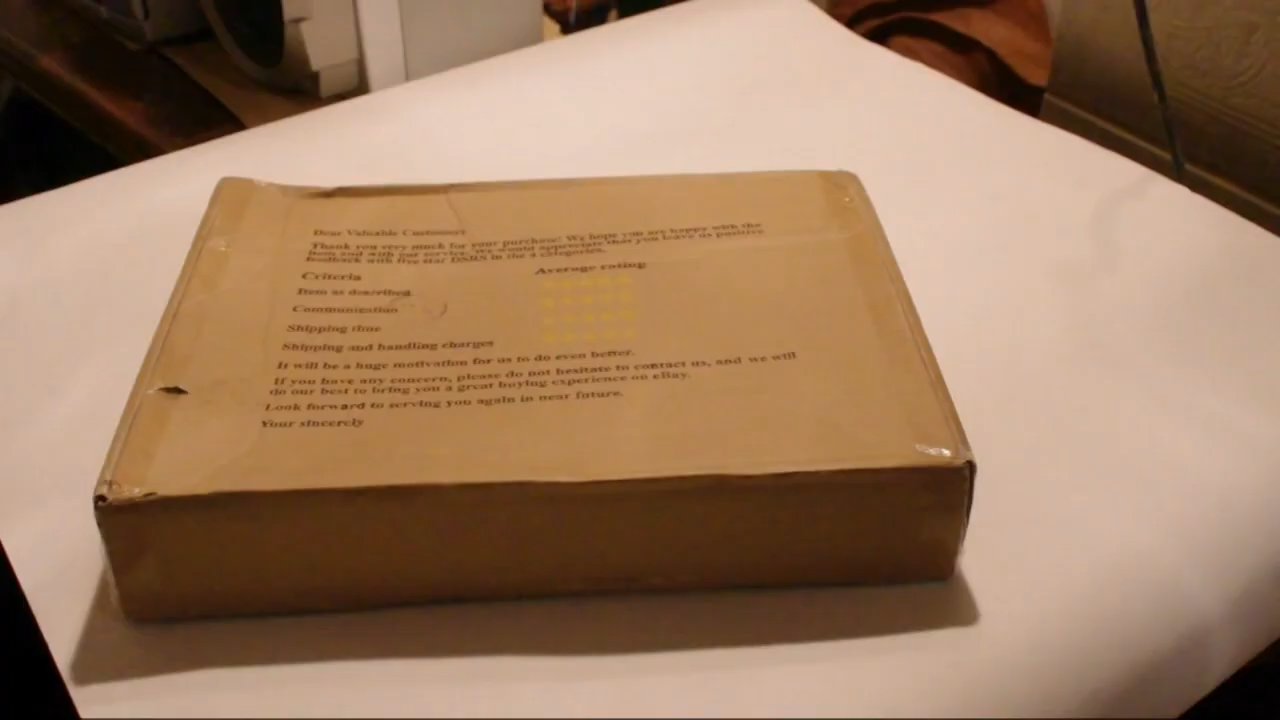 Dear Valuable Customer
Thank you very much for your purchase! We hope you are happy with the
item and with our service. We would appreciate that you leave us positive
feedback with five star DSRS in the 4 categories.
Criteria Average rating
Item as described
Communization
Shipping time
Shipping and handling charges
It will be a huge motivation for us to do even better.
If you have any concern, please do not hesitate to contact us, and we will
do our best to bring you a great buying experience on eBay.
Look forward to serving you again in near future.
Your sincerely